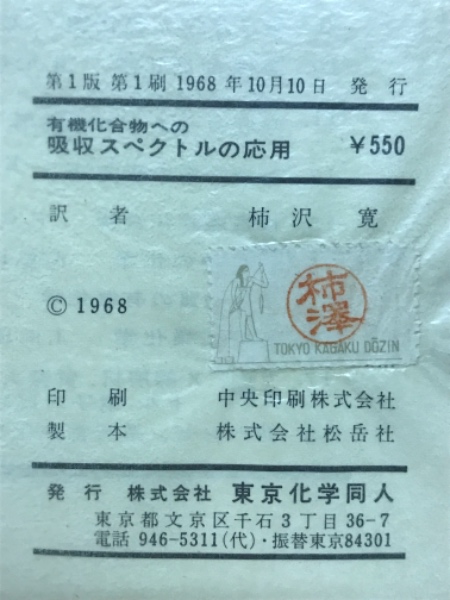 第1版 第1刷 1968 年10月10日 発 行
有機化合物への
吸収スペクトルの応用 ¥550
訳 者 柿 沢 寛
© 1968
柿
澤
TOKYO KAGAKU DŌZIN
印 刷 中央印刷株式会社
製 本 株式会社松岳社
発 行 株式会社 東京化学同人
東京都文京区千石3丁目36-7
電話 946-5311(代)・振替東京84301